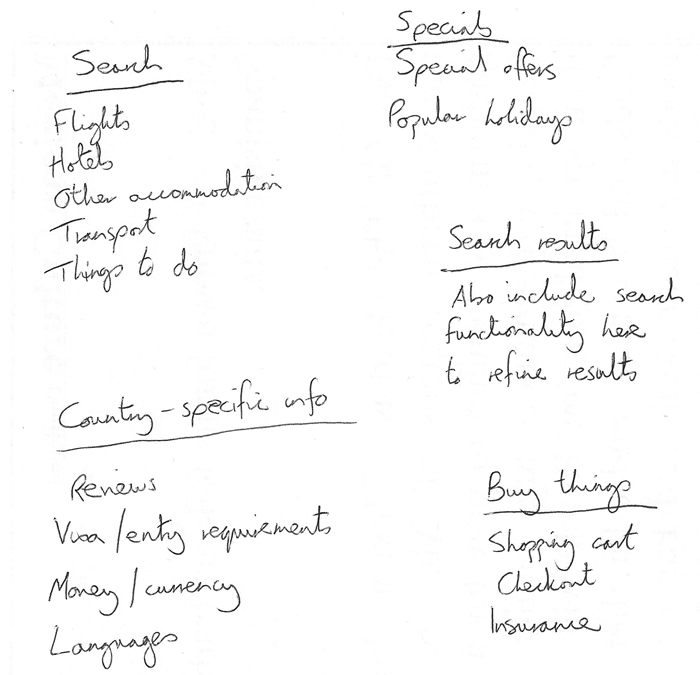 Search
Flights
Hotels
Other accommodation
Transport
Things to do
Specials
Special offers
Popular holidays
Search results
Also include search
functionality here
to refine results
Country-specific info
Reviews
Visa/entry requirements
Money/currency
Languages
Buy things
Shopping cart
Checkout
Insurance